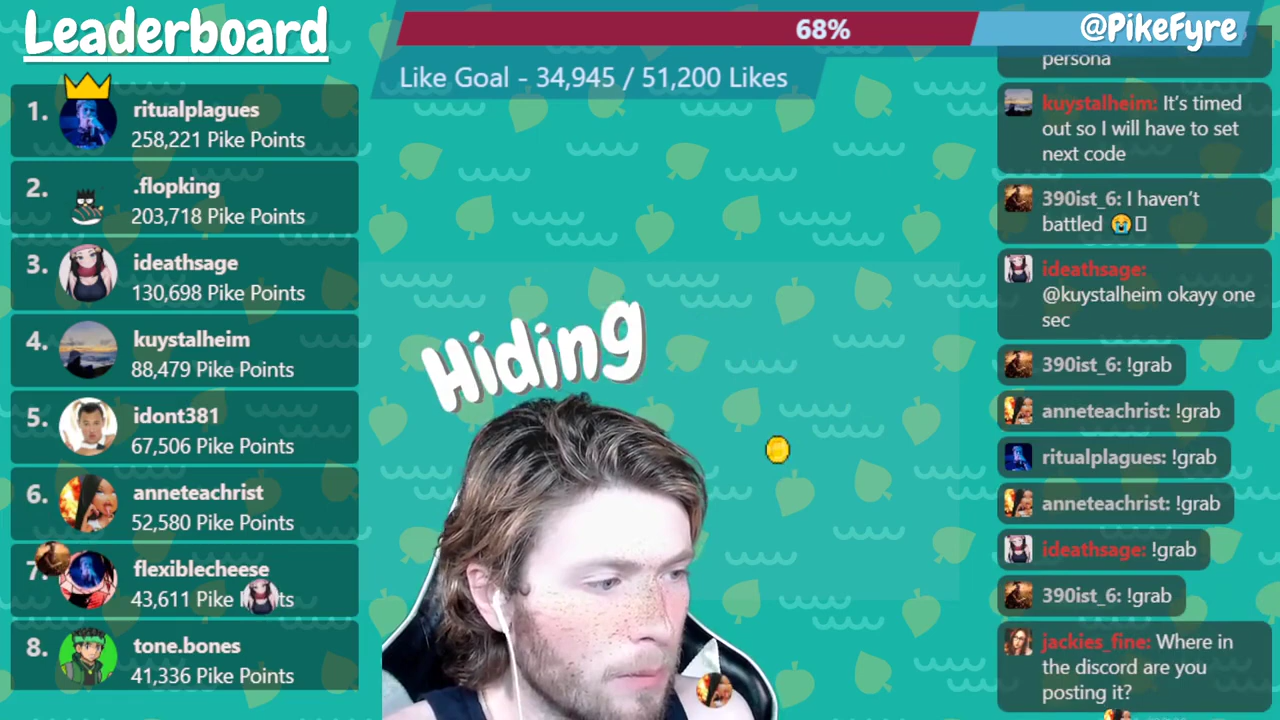 Leaderboard
1. ritualplagues
258,221 Pike Points
2. .flopking
203,718 Pike Points
3. ideathsage
130,698 Pike Points
4. kuystalheim
88,479 Pike Points
5. idont381
67,506 Pike Points
6. anneteachrist
52,580 Pike Points
7. flexiblecheese
43,611 Pike
8. tone.bones
41,336 Pike Points
68%
@PikeFyre
Like Goal - 34,945 / 51,200 Likes
Hiding
persona
kuystalheim: It's timed
out so I will have to set
next code
390ist_6: I haven't
battled 😭
ideathsage:
@kuystalheim okayy one
sec
390ist_6: !grab
anneteachrist: !grab
ritualplagues: !grab
anneteachrist: !grab
ideathsage: !grab
390ist_6: !grab
jackies_fine: Where in
the discord are you
posting it?